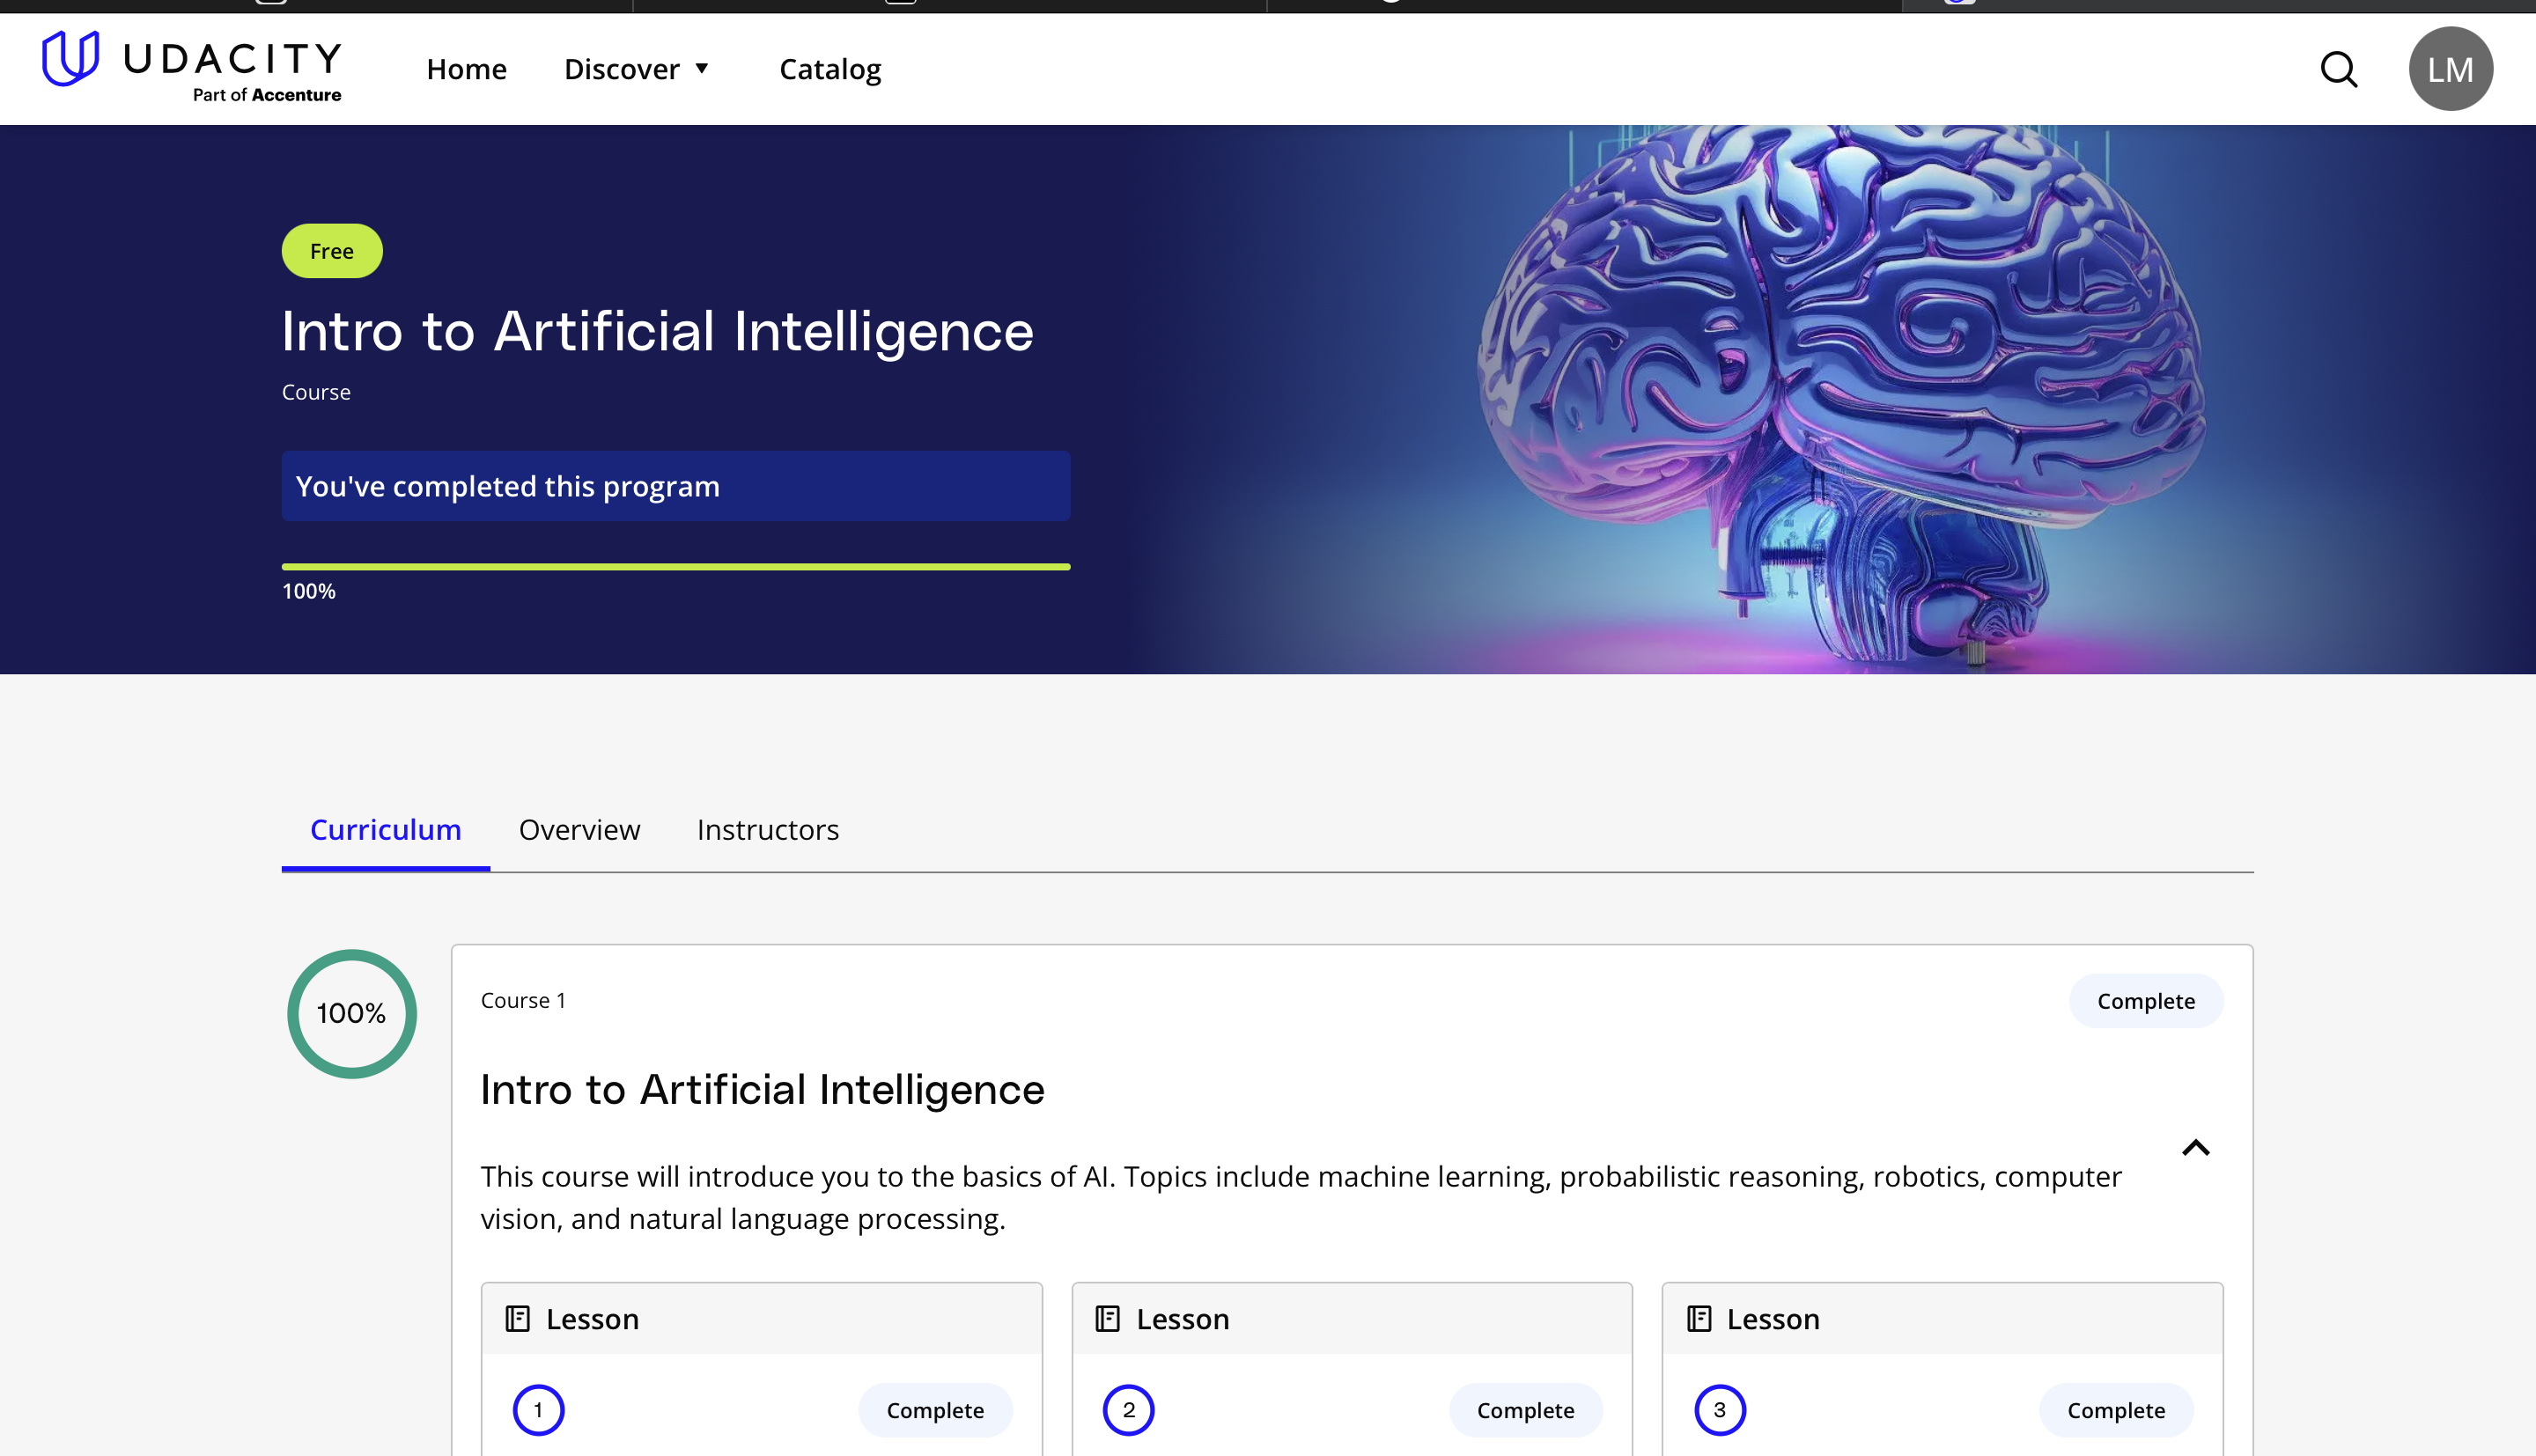 UDACITY
Part of Accenture
Home
Discover ▼
Catalog
LM
Free
Intro to Artificial Intelligence
Course
You've completed this program
100%
Curriculum
Overview
Instructors
100%
Course 1
Complete
Intro to Artificial Intelligence
This course will introduce you to the basics of AI. Topics include machine learning, probabilistic reasoning, robotics, computer
vision, and natural language processing.
Lesson
1
Complete
Lesson
2
Complete
Lesson
3
Complete